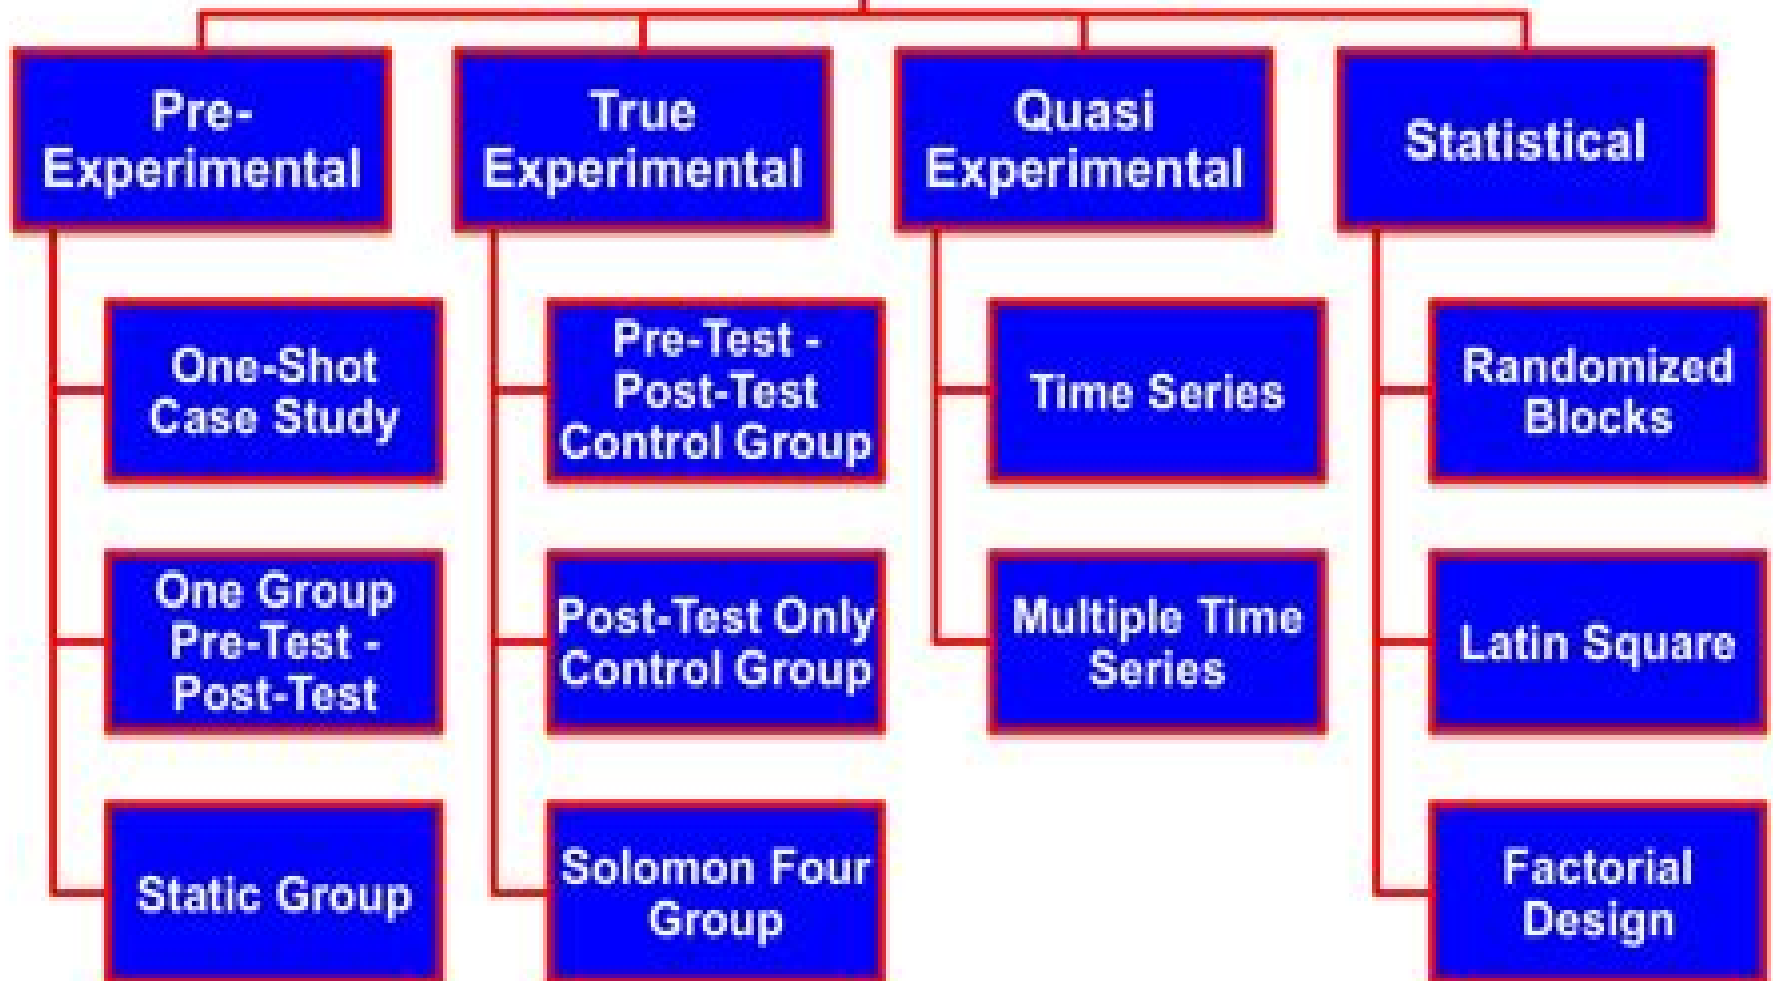 Pre-
Experimental
True
Experimental
Quasi
Experimental
Statistical
One-Shot
Case Study
Pre-Test -
Post-Test
Control Group
Time Series
Randomized
Blocks
One Group
Pre-Test -
Post-Test
Post-Test Only
Control Group
Multiple Time
Series
Latin Square
Static Group
Solomon Four
Group
Factorial
Design